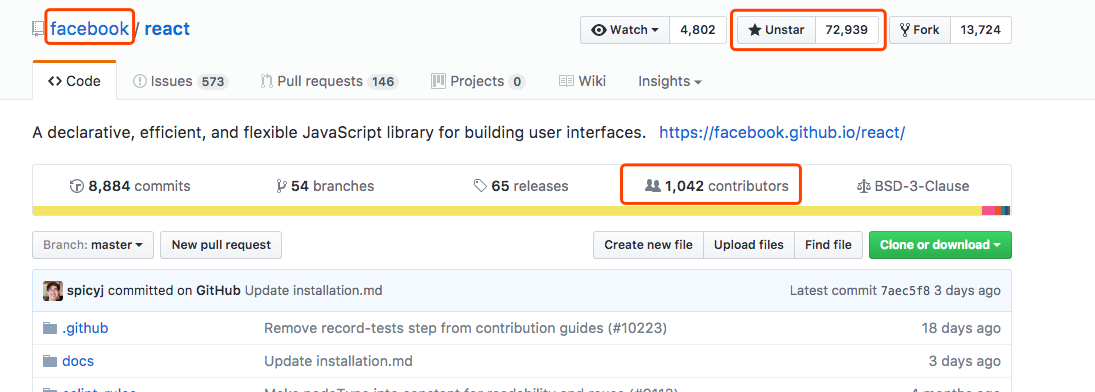 facebook / react Watch 4,802 Unstar 72,939 Fork 13,724
Code Issues 573 Pull requests 146 Projects 0 Wiki Insights
A declarative, efficient, and flexible JavaScript library for building user interfaces. https://facebook.github.io/react/
8,884 commits 54 branches 65 releases 1,042 contributors BSD-3-Clause
Branch: master New pull request Create new file Upload files Find file Clone or download
spicyj committed on GitHub Update installation.md Latest commit 7aec5f8 3 days ago
.github Remove record-tests step from contribution guides (#10223) 18 days ago
docs Update installation.md 3 days ago